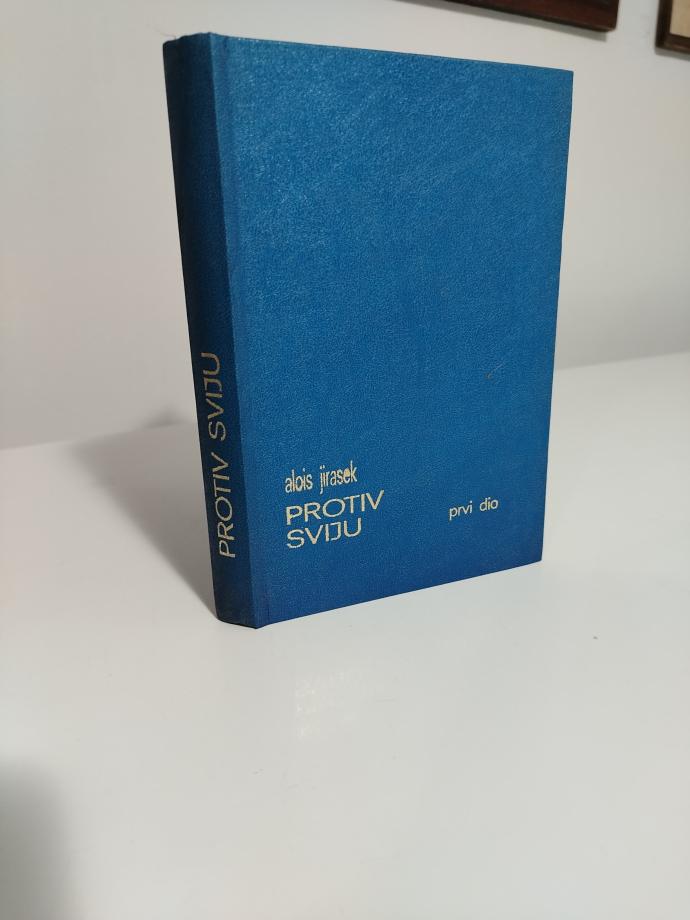 PROTIV SVIJU
alois jirasek
PROTIV
SVIJU
prvi dio